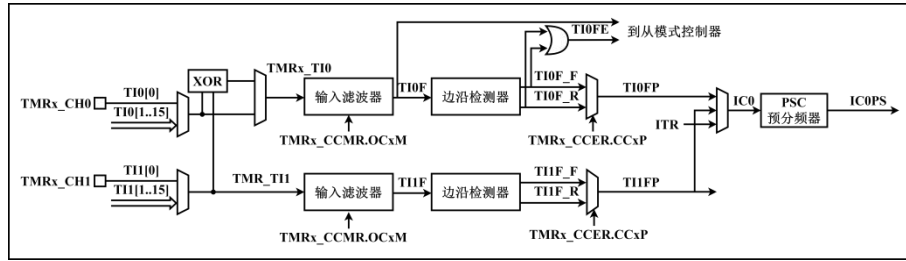 TI0FE
到从模式控制器
XOR
TMRx_TI0
TI0F
TI0F_F
TI0F_R
TI0FP
TMRx_CH0
TI0[0]
TI0[1..15]
输入滤波器
边沿检测器
IC0
PSC
预分频器
IC0PS
ITR
TMRx_CCMR.OCxM
TMRx_CCER.CCxP
TMRx_CH1
TI1[0]
TI1[1..15]
TMR_TI1
输入滤波器
TI1F
边沿检测器
TI1F_F
TI1F_R
TI1FP
TMRx_CCMR.OCxM
TMRx_CCER.CCxP